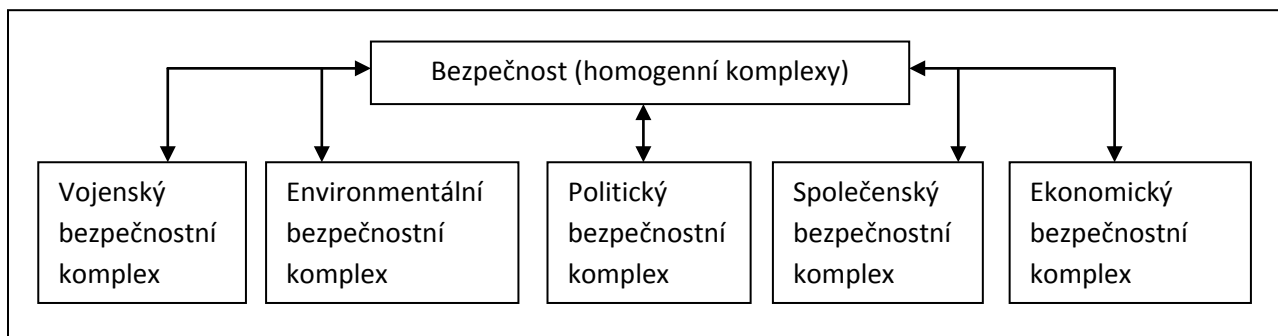 Bezpečnost (homogenní komplexy)
Vojenský
bezpečnostní
komplex
Environmentální
bezpečnostní
komplex
Politický
bezpečnostní
komplex
Společenský
bezpečnostní
komplex
Ekonomický
bezpečnostní
komplex